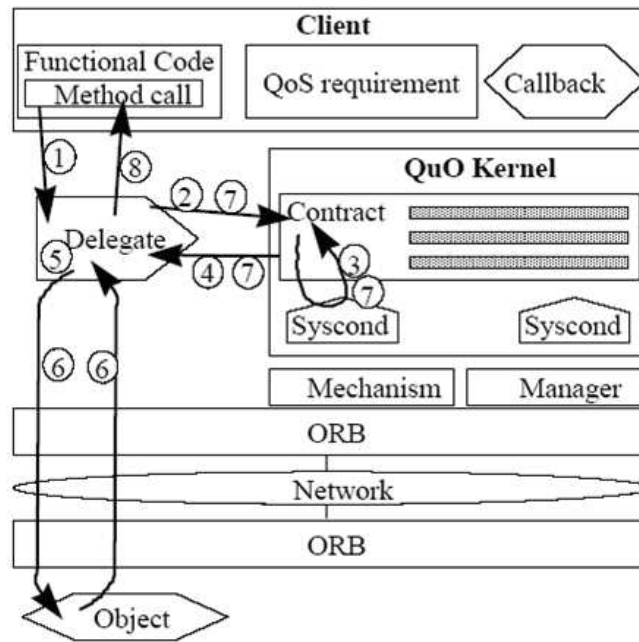 Client
Functional Code
Method call
QoS requirement
Callback
1
8
QuO Kernel
2 7
Contract
Delegate
5
4 7
3
7
Syscond
Syscond
6 6
Mechanism
Manager
ORB
Network
ORB
Object